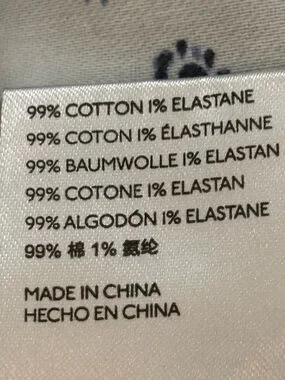 99% COTTON 1% ELASTANE
99% COTON 1% ÉLASTHANNE
99% BAUMWOLLE 1% ELASTAN
99% COTONE 1% ELASTAN
99% ALGODÓN 1% ELASTANE
99% 棉 1% 氨纶
MADE IN CHINA
HECHO EN CHINA